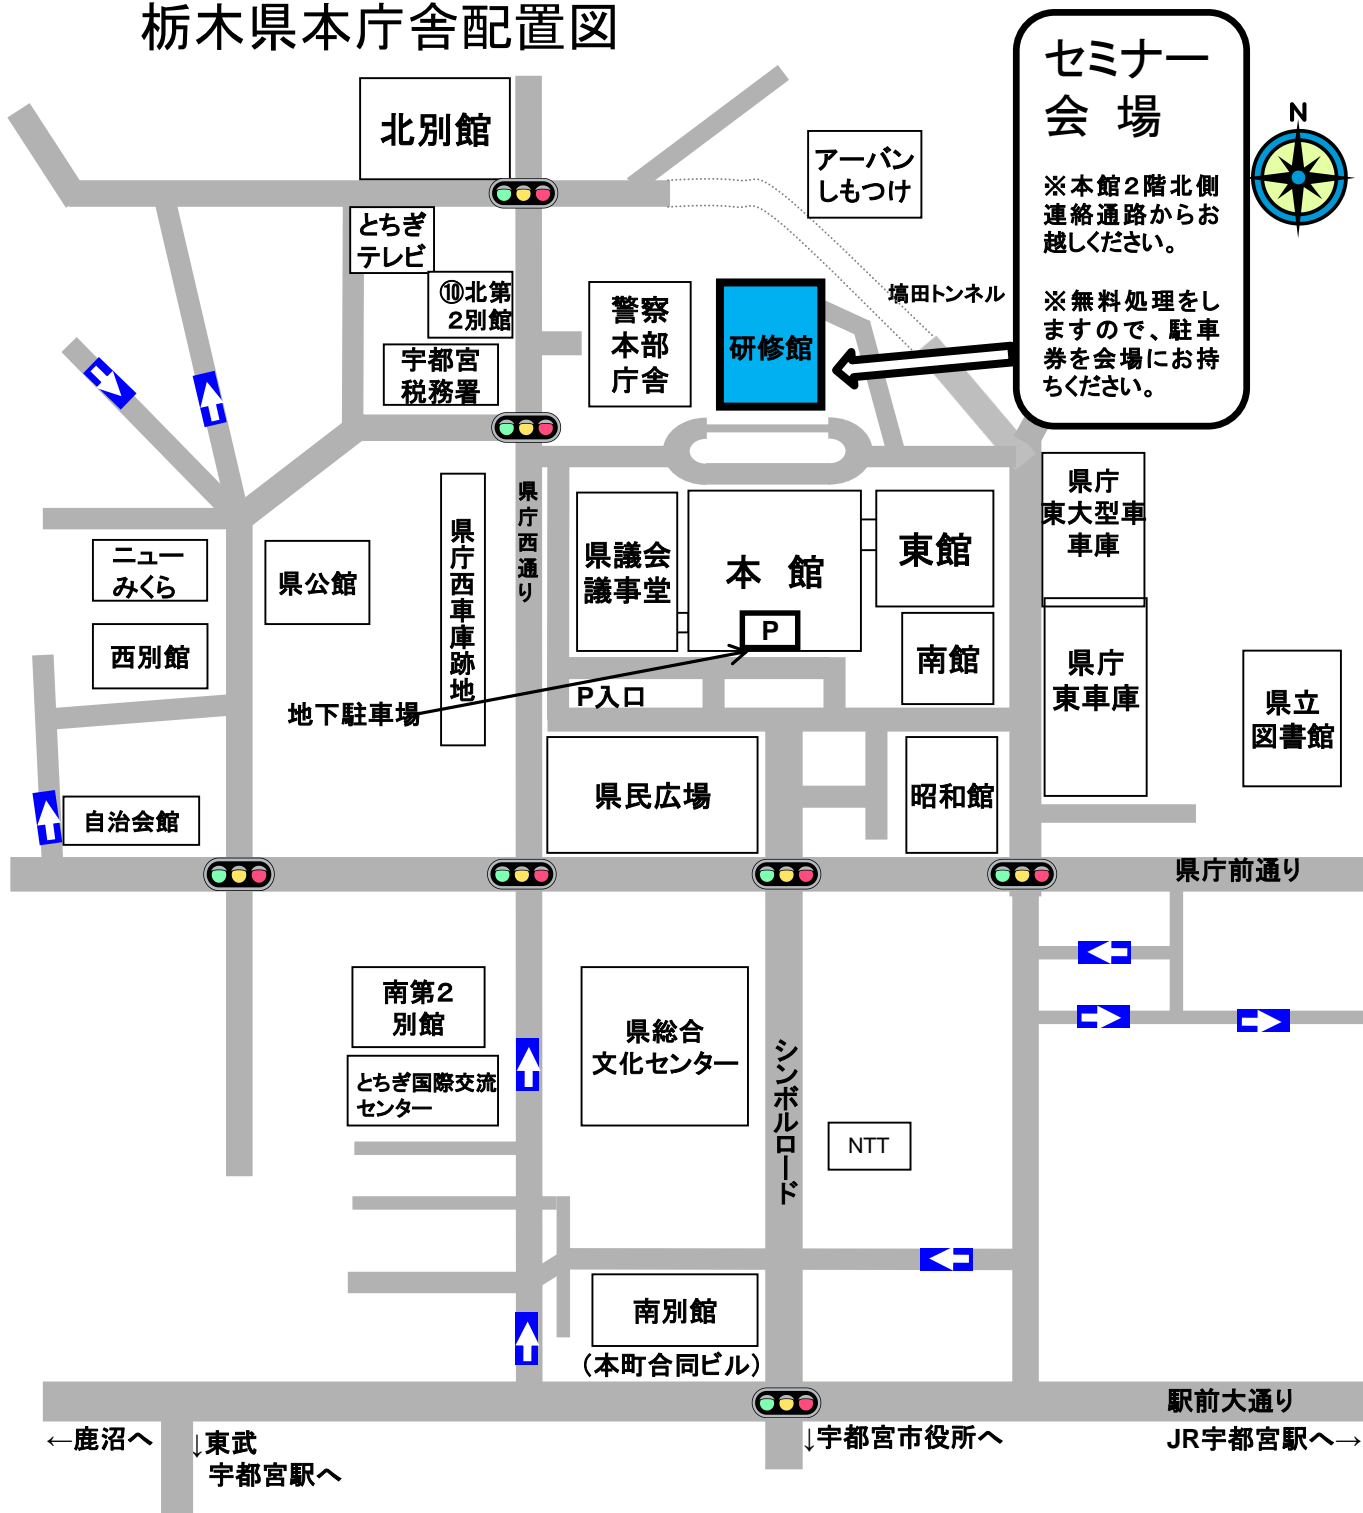 栃木県本庁舎配置図
セミナー
会　場
※本館２階北側
連絡通路からお
越しください。
※無料処理をし
ますので、駐車
券を会場にお持
ちください。
N
北別館
アーバン
しもつけ
とちぎ
テレビ
⑩北第
２別館
宇都宮
税務署
警察
本部
庁舎
研修館
塙田トンネル
県庁西通り
県庁西車庫跡地
県議会
議事堂
本　館
P
東館
南館
県庁
東大型車
車庫
県庁
東車庫
県立
図書館
ニュー
みくら
県公館
西別館
地下駐車場
P入口
県民広場
昭和館
自治会館
県庁前通り
南第２
別館
とちぎ国際交流
センター
県総合
文化センター
シンボルロード
NTT
南別館
（本町合同ビル）
駅前大通り
←鹿沼へ
↓東武
宇都宮駅へ
↓宇都宮市役所へ
JR宇都宮駅へ→